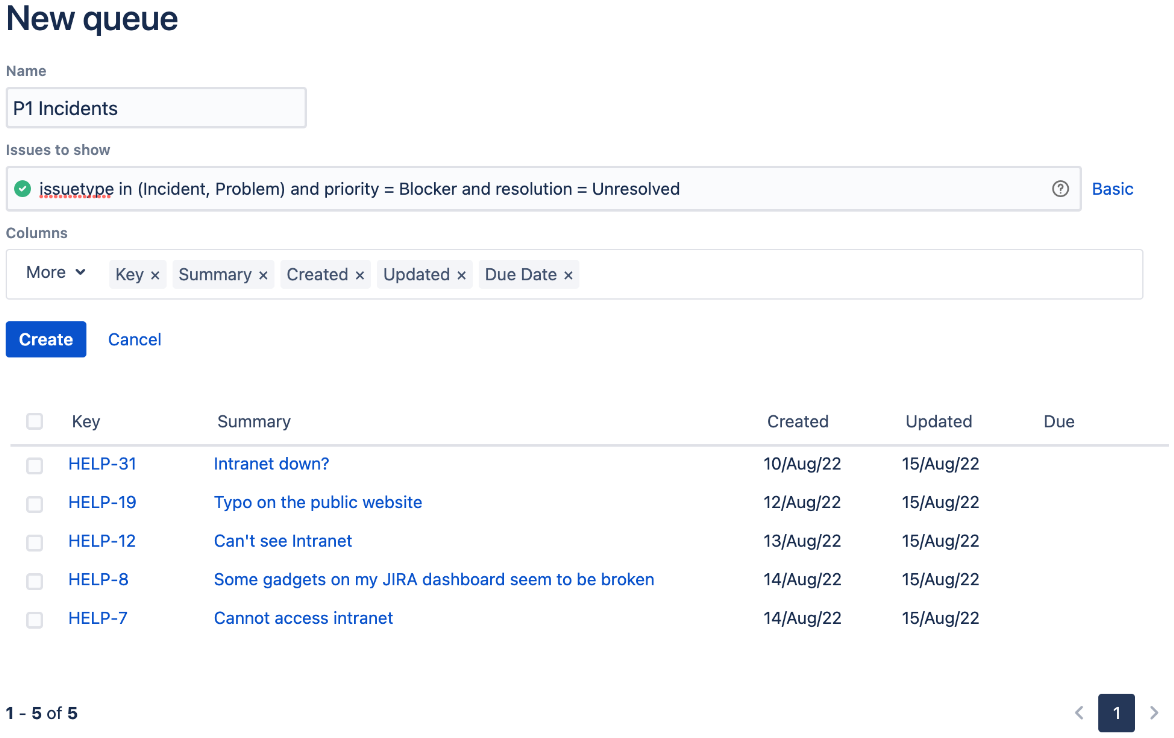 New queue
Name
P1 Incidents
Issues to show
issuetype in (Incident, Problem) and priority = Blocker and resolution = Unresolved ? Basic
Columns
More Key × Summary × Created × Updated × Due Date ×
Create Cancel
Key Summary Created Updated Due
HELP-31 Intranet down? 10/Aug/22 15/Aug/22
HELP-19 Typo on the public website 12/Aug/22 15/Aug/22
HELP-12 Can't see Intranet 13/Aug/22 15/Aug/22
HELP-8 Some gadgets on my JIRA dashboard seem to be broken 14/Aug/22 15/Aug/22
HELP-7 Cannot access intranet 14/Aug/22 15/Aug/22
1 - 5 of 5 < 1 >